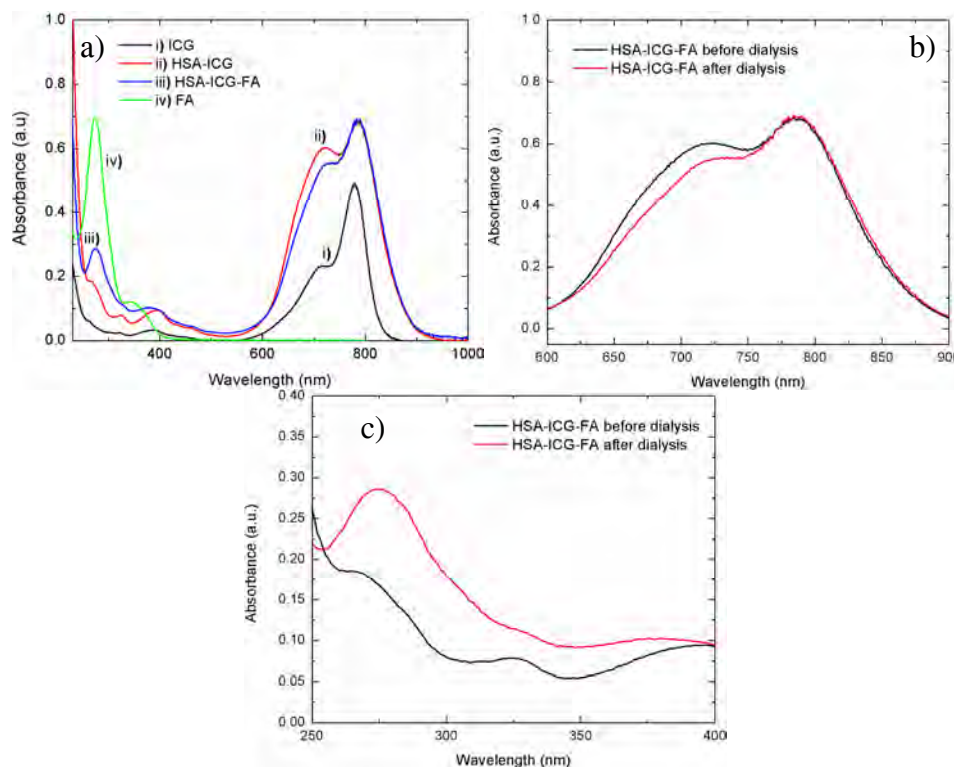 a)
i) ICG
ii) HSA-ICG
iii) HSA-ICG-FA
iv) FA
iv)
iii)
ii)
i)
1.0
0.8
0.6
0.4
0.2
0.0
400 600 800 1000
Absorbance (a.u)
Wavelength (nm)
b)
HSA-ICG-FA before dialysis
HSA-ICG-FA after dialysis
1.0
0.8
0.6
0.4
0.2
0.0
600 650 700 750 800 850 900
Absorbance (a.u.)
Wavelength (nm)
c)
HSA-ICG-FA before dialysis
HSA-ICG-FA after dialysis
0.40
0.35
0.30
0.25
0.20
0.15
0.10
0.05
0.00
250 300 350 400
Absorbance (a.u.)
Wavelength (nm)